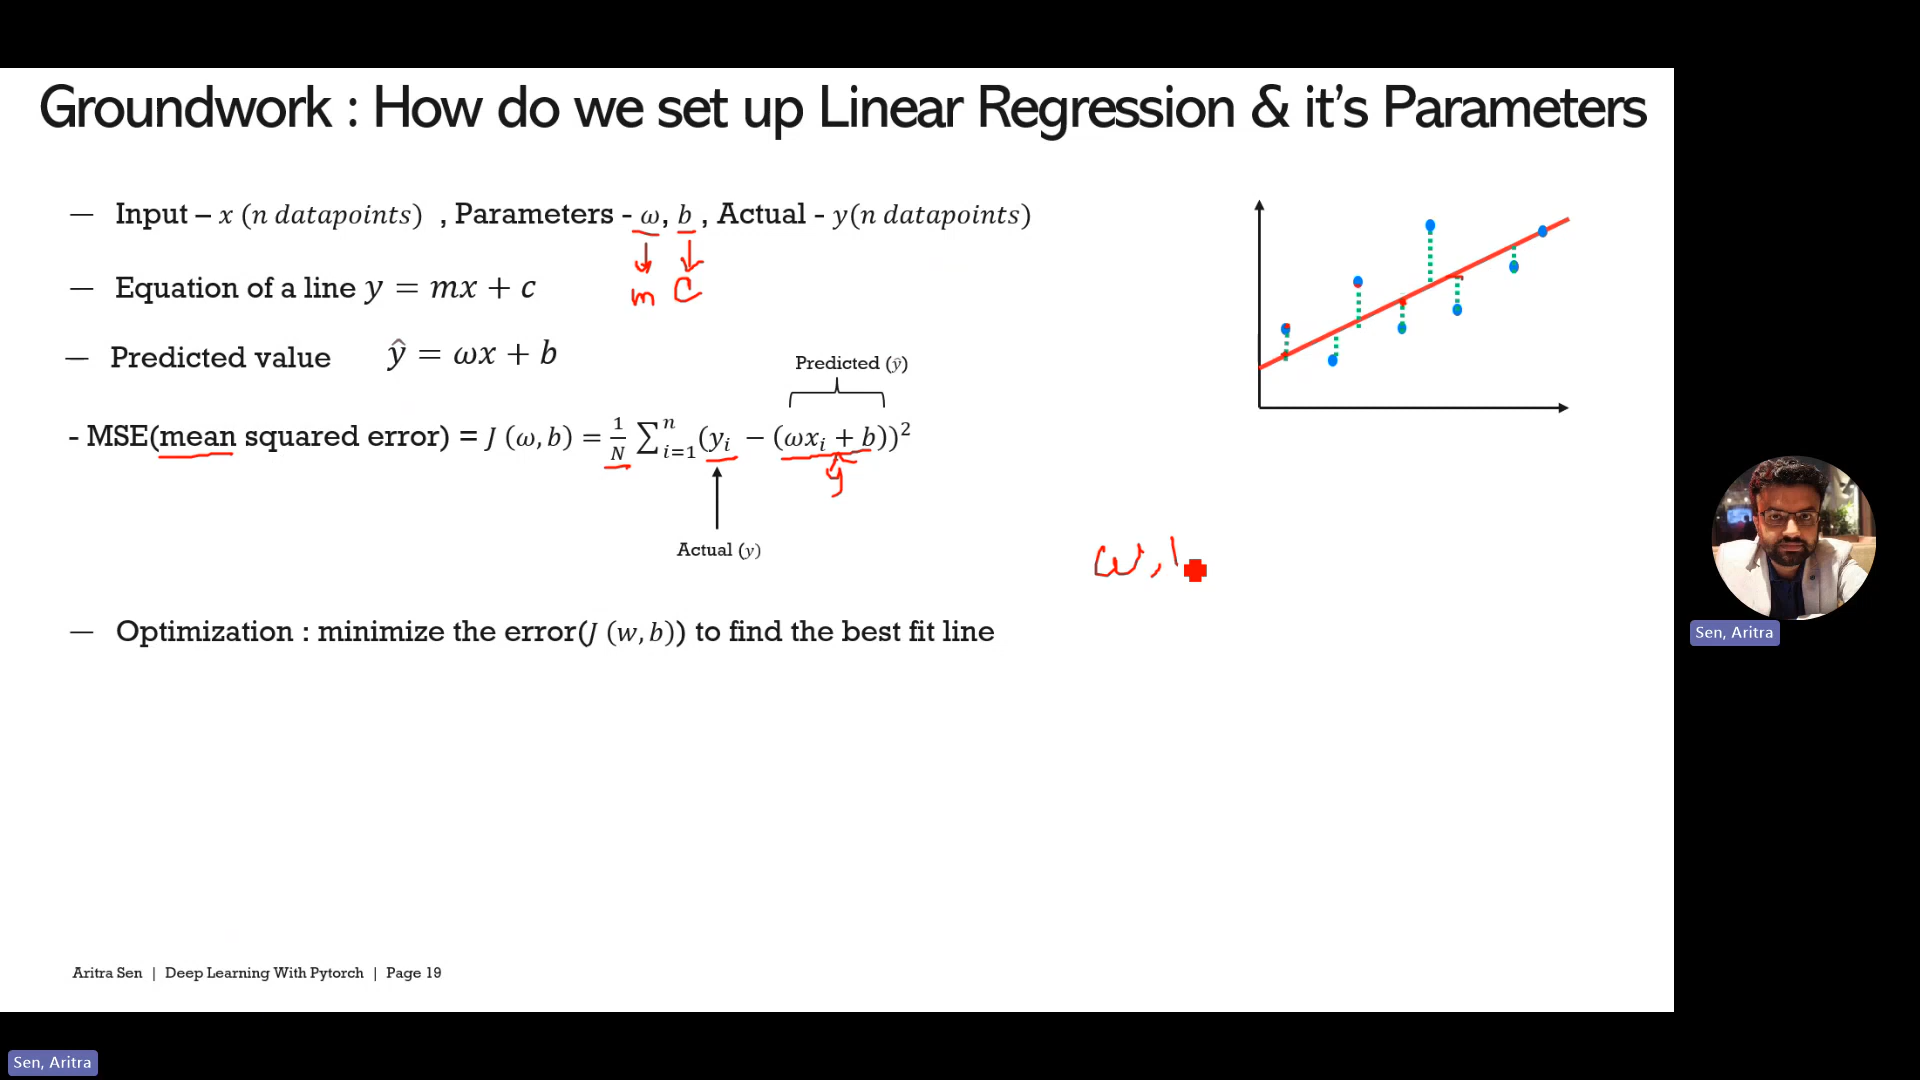 Groundwork : How do we set up Linear Regression & it's Parameters
— Input – x (n datapoints) , Parameters - ω, b , Actual - y(n datapoints)
m C
— Equation of a line y = mx + c
— Predicted value ŷ = ωx + b
Predicted (ŷ)
- MSE(mean squared error) = J (ω, b) = 1/N ∑ⁿᵢ₌₁ (yᵢ − (ωxᵢ + b))²
ŷ
Actual (y)
ω,
— Optimization : minimize the error(J (w, b)) to find the best fit line
Aritra Sen | Deep Learning With Pytorch | Page 19
Sen, Aritra
Sen, Aritra